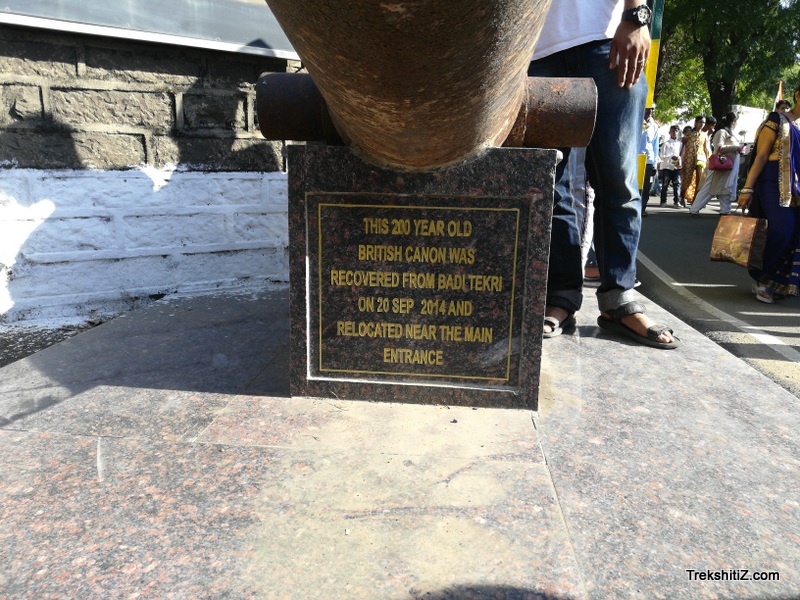 THIS 200 YEAR OLD
BRITISH CANON WAS
RECOVERED FROM BADI TEKRI
ON 20 SEP 2014 AND
RELOCATED NEAR THE MAIN
ENTRANCE
TrekshitiZ.com